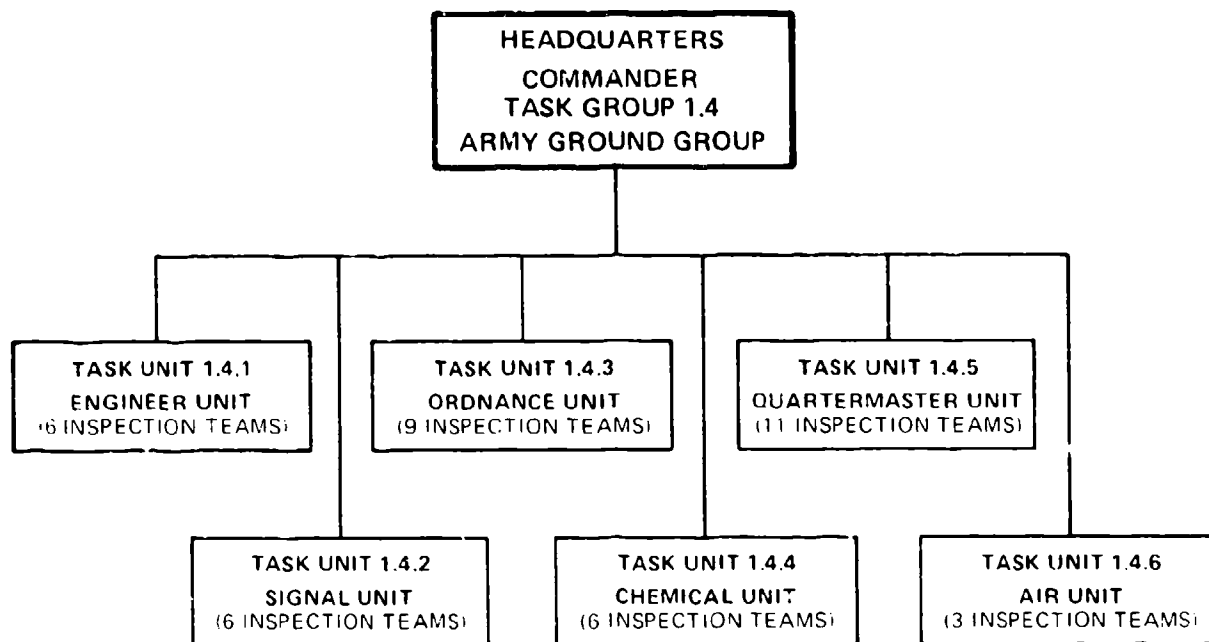 HEADQUARTERS
COMMANDER
TASK GROUP 1.4
ARMY GROUND GROUP
TASK UNIT 1.4.1
ENGINEER UNIT
(6 INSPECTION TEAMS)
TASK UNIT 1.4.3
ORDNANCE UNIT
(9 INSPECTION TEAMS)
TASK UNIT 1.4.5
QUARTERMASTER UNIT
(11 INSPECTION TEAMS)
TASK UNIT 1.4.2
SIGNAL UNIT
(6 INSPECTION TEAMS)
TASK UNIT 1.4.4
CHEMICAL UNIT
(6 INSPECTION TEAMS)
TASK UNIT 1.4.6
AIR UNIT
(3 INSPECTION TEAMS)